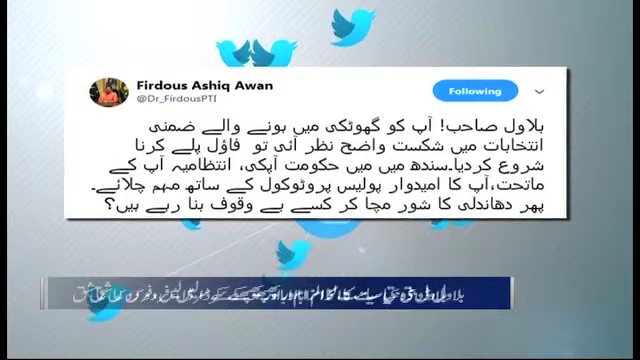 Firdous Ashiq Awan
@Dr_FirdousPTI
Following
بلاول صاحب! آپ کو گھوٹکی میں ہونے والے ضمنی
انتخابات میں شکست واضح نظر آئی تو فاؤل پلے کرنا
شروع کردیا۔سندھ میں میں حکومت آپکی، انتظامیہ آپ کے
ماتحت،آپ کا امیدوار پولیس پروٹوکول کے ساتھ مہم چلائے۔
پھر دھاندلی کا شور مچا کر کسے بے وقوف بنا رہے ہیں؟